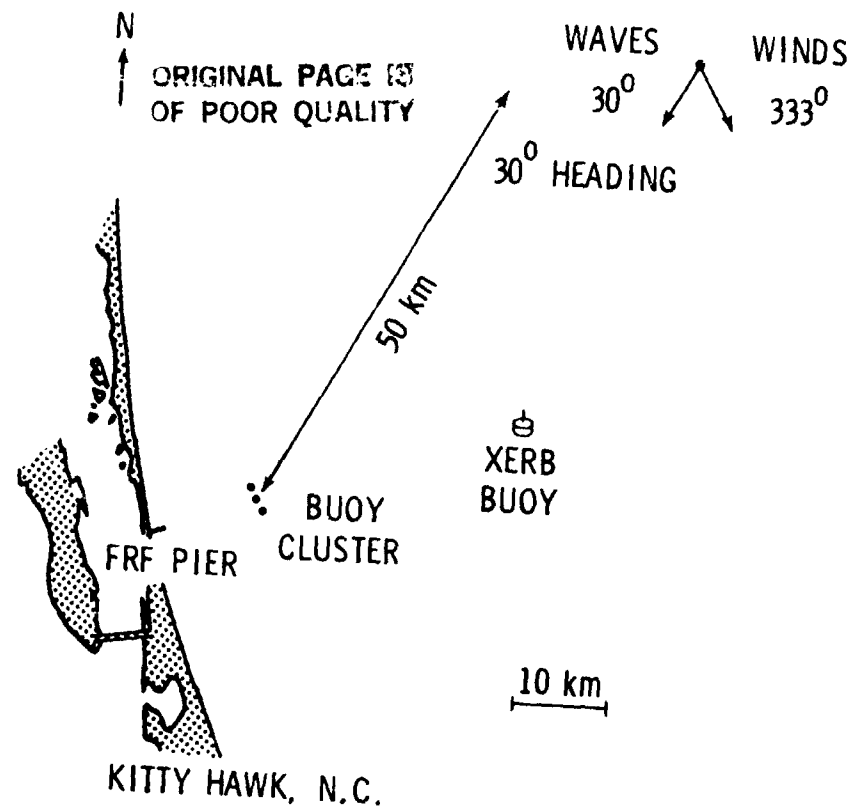 N
ORIGINAL PAGE IS
OF POOR QUALITY
WAVES
30°
WINDS
333°
30° HEADING
50 km
XERB
BUOY
BUOY
CLUSTER
FRF PIER
10 km
KITTY HAWK, N.C.